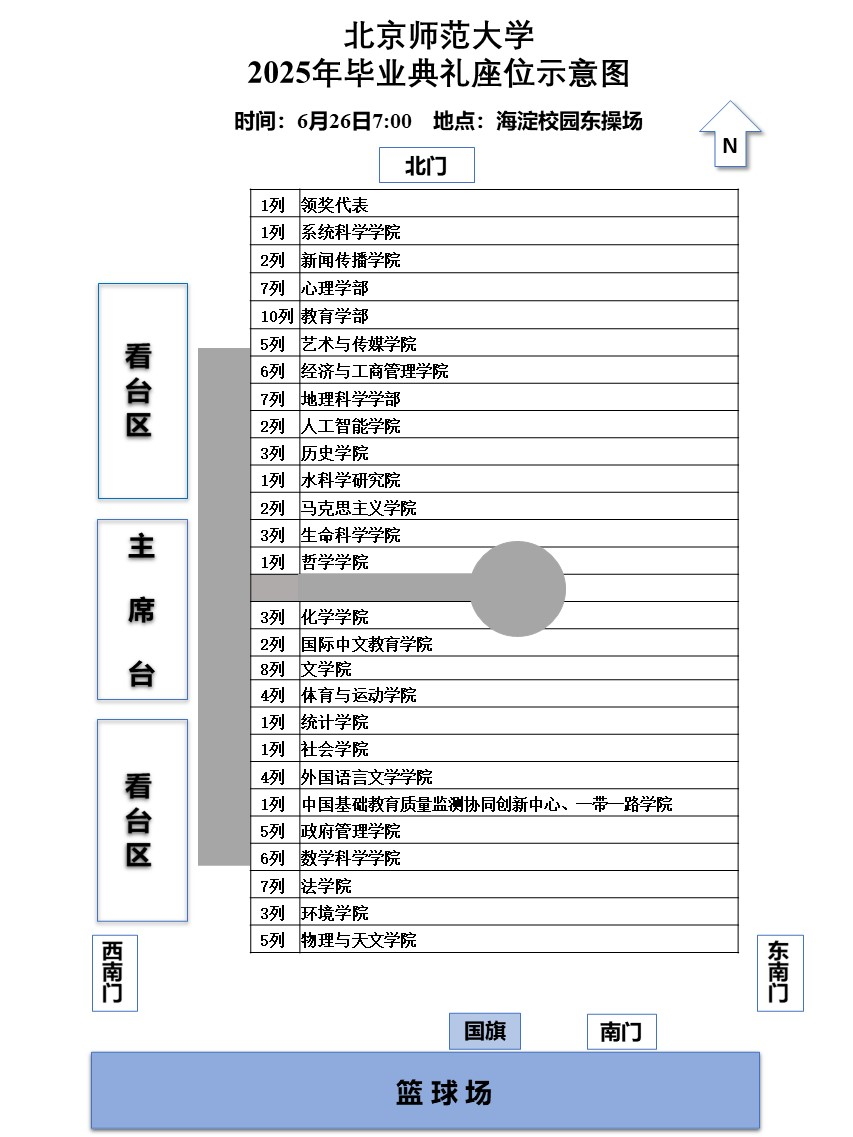 北京师范大学
2025年毕业典礼座位示意图
时间：6月26日7:00 地点：海淀校园东操场
N
北门
1列 领奖代表
1列 系统科学学院
2列 新闻传播学院
7列 心理学部
10列 教育学部
5列 艺术与传媒学院
6列 经济与工商管理学院
7列 地理科学学部
2列 人工智能学院
3列 历史学院
1列 水科学研究院
2列 马克思主义学院
3列 生命科学学院
1列 哲学学院
3列 化学学院
2列 国际中文教育学院
8列 文学院
4列 体育与运动学院
1列 统计学院
1列 社会学院
4列 外国语言文学学院
1列 中国基础教育质量监测协同创新中心、一带一路学院
5列 政府管理学院
6列 数学科学学院
7列 法学院
3列 环境学院
5列 物理与天文学院
看台区
主席台
看台区
西南门
东南门
国旗
南门
篮球场